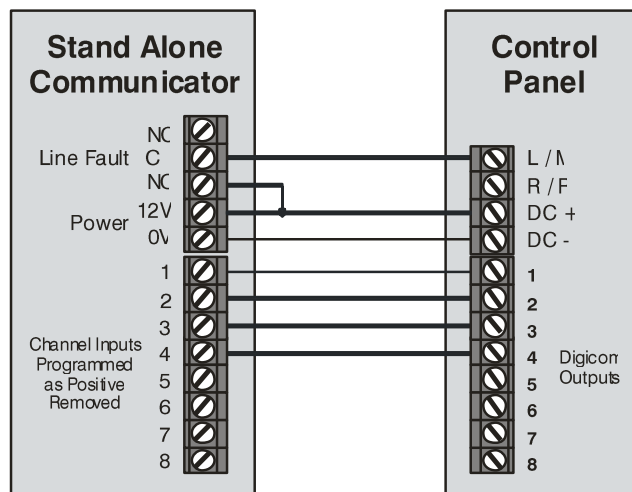 Stand Alone
Communicator
Control
Panel
Line Fault
NC
C
NC
Power
12V
0V
1
2
3
4
5
6
7
8
Channel Inputs
Programmed
as Positive
Removed
L / M
R / F
DC +
DC -
1
2
3
4
5
6
7
8
Digicom
Outputs